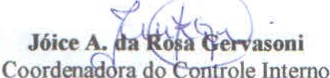 Jóice A. da Rosa Gervasoni
Coordenadora do Controle Interno